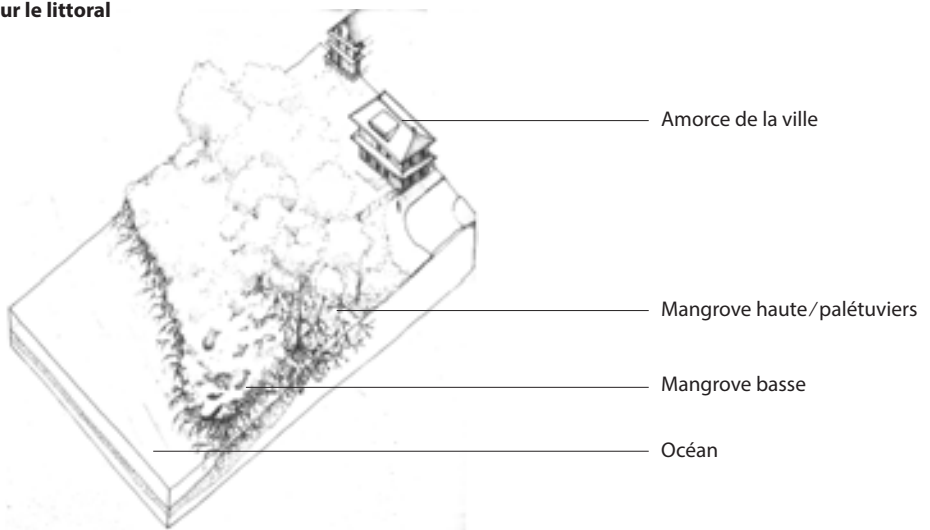 ur le littoral
Amorce de la ville
Mangrove haute/palétuviers
Mangrove basse
Océan